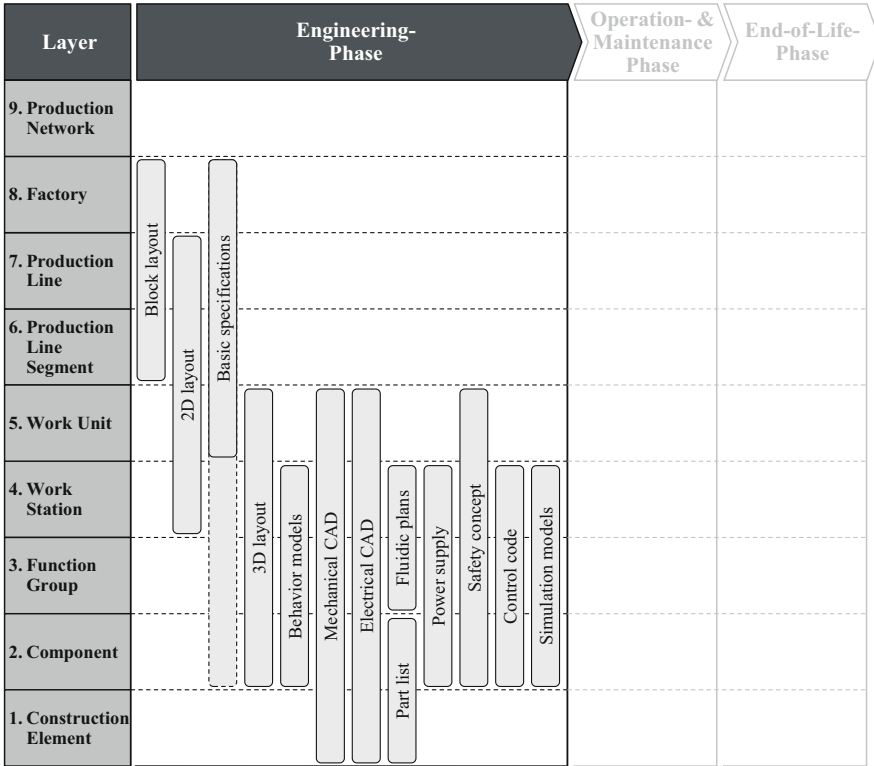 Layer
Engineering-
Phase
Operation- &
Maintenance
Phase
End-of-Life-
Phase
9. Production
Network
8. Factory
7. Production
Line
6. Production
Line
Segment
5. Work Unit
4. Work
Station
3. Function
Group
2. Component
1. Construction
Element
Block layout
2D layout
Basic specifications
3D layout
Behavior models
Mechanical CAD
Electrical CAD
Fluidic plans
Part list
Power supply
Safety concept
Control code
Simulation models